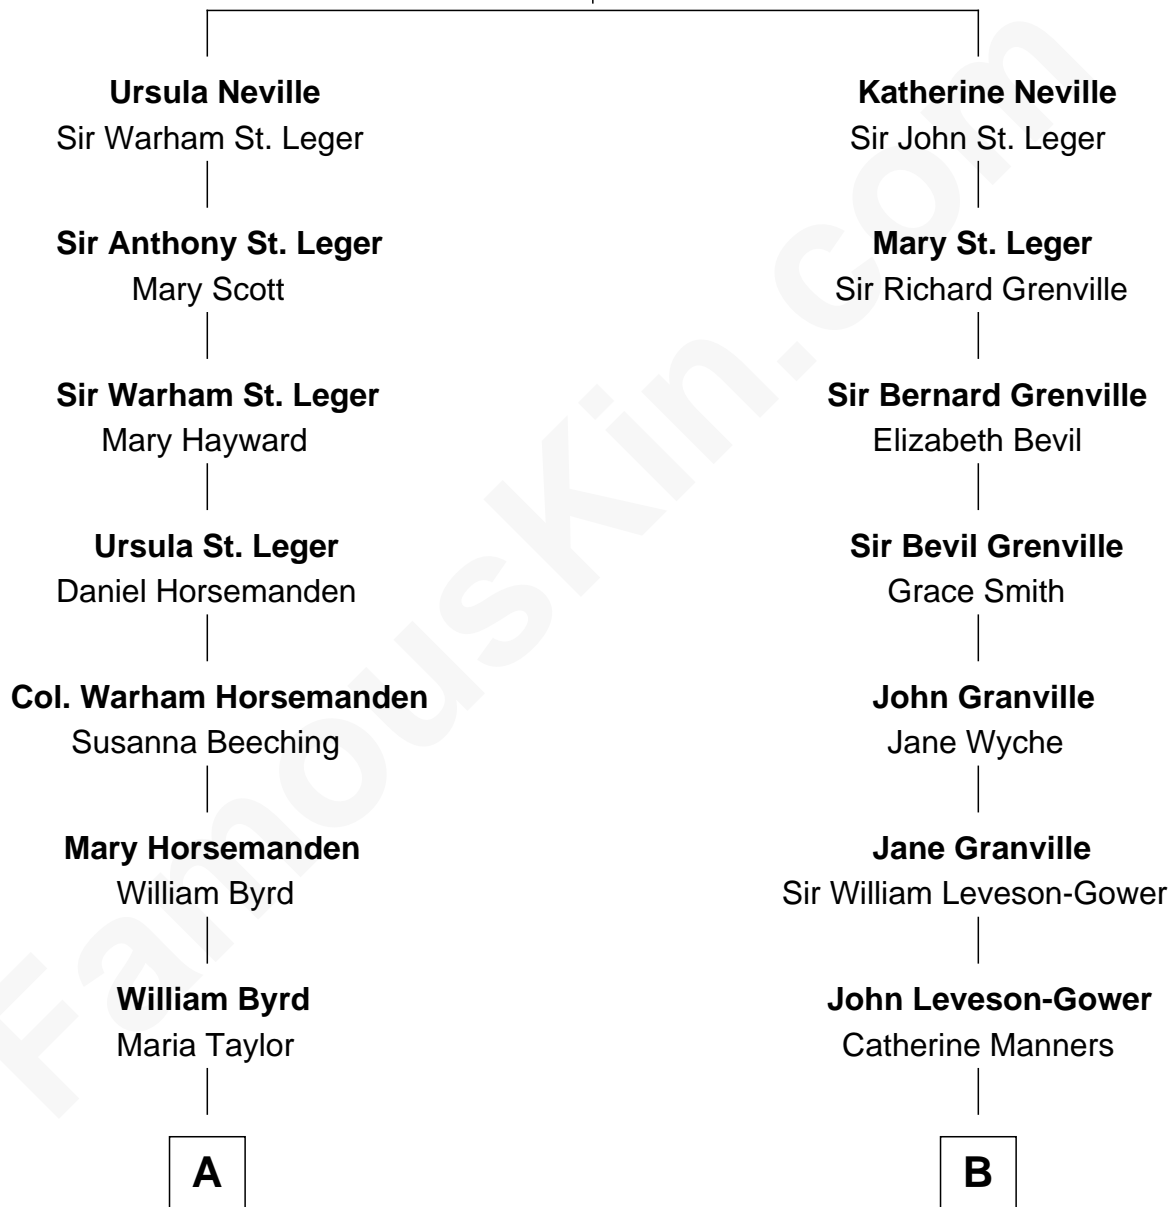 Ursula Neville
Sir Warham St. Leger
Sir Anthony St. Leger
Mary Scott
Sir Warham St. Leger
Mary Hayward
Ursula St. Leger
Daniel Horsemanden
Col. Warham Horsemanden
Susanna Beeching
Mary Horsemanden
William Byrd
William Byrd
Maria Taylor
A
Katherine Neville
Sir John St. Leger
Mary St. Leger
Sir Richard Grenville
Sir Bernard Grenville
Elizabeth Bevil
Sir Bevil Grenville
Grace Smith
John Granville
Jane Wyche
Jane Granville
Sir William Leveson-Gower
John Leveson-Gower
Catherine Manners
B
FamousKin.com